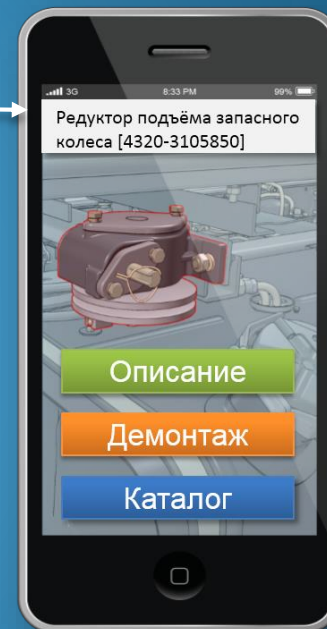 3G 8:33 PM 99%
Редуктор подъёма запасного
колеса [4320-3105850]
Описание
Демонтаж
Каталог